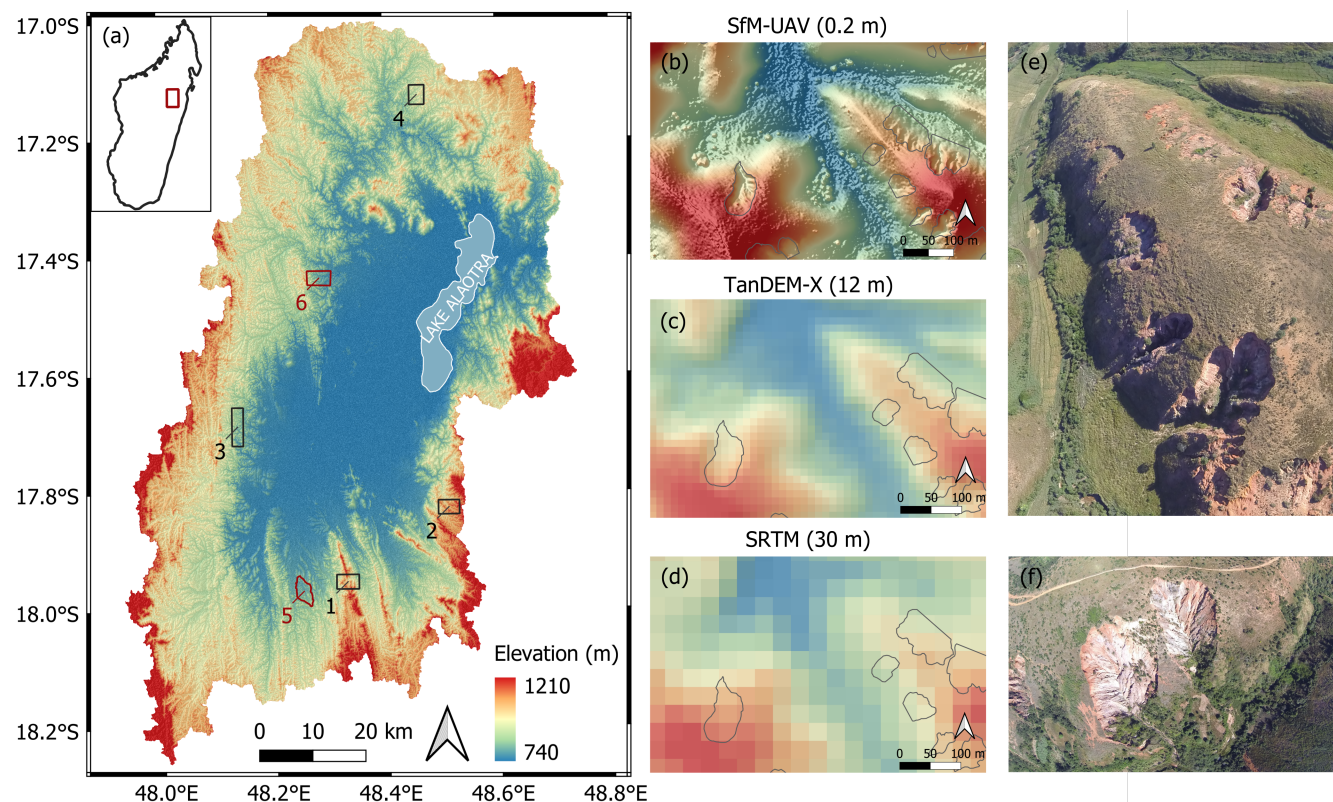 (a)
17.0°S
17.2°S
17.4°S
17.6°S
17.8°S
18.0°S
18.2°S
48.0°E
48.2°E
48.4°E
48.6°E
48.8°E
4
6
LAKE ALAOTRA
3
2
5
1
Elevation (m)
1210
740
0 10 20 km
SfM-UAV (0.2 m)
(b)
0 50 100 m
TanDEM-X (12 m)
(c)
0 50 100 m
SRTM (30 m)
(d)
0 50 100 m
(e)
(f)